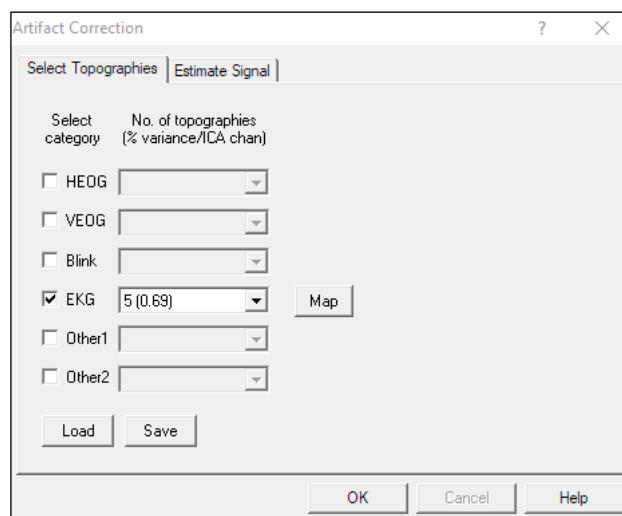 Artifact Correction ?
Select Topographies Estimate Signal
Select No. of topographies
category (% variance/ICA chan)
HEOG
VEOG
Blink
EKG 5 (0.69) Map
Other1
Other2
Load Save
OK Cancel Help